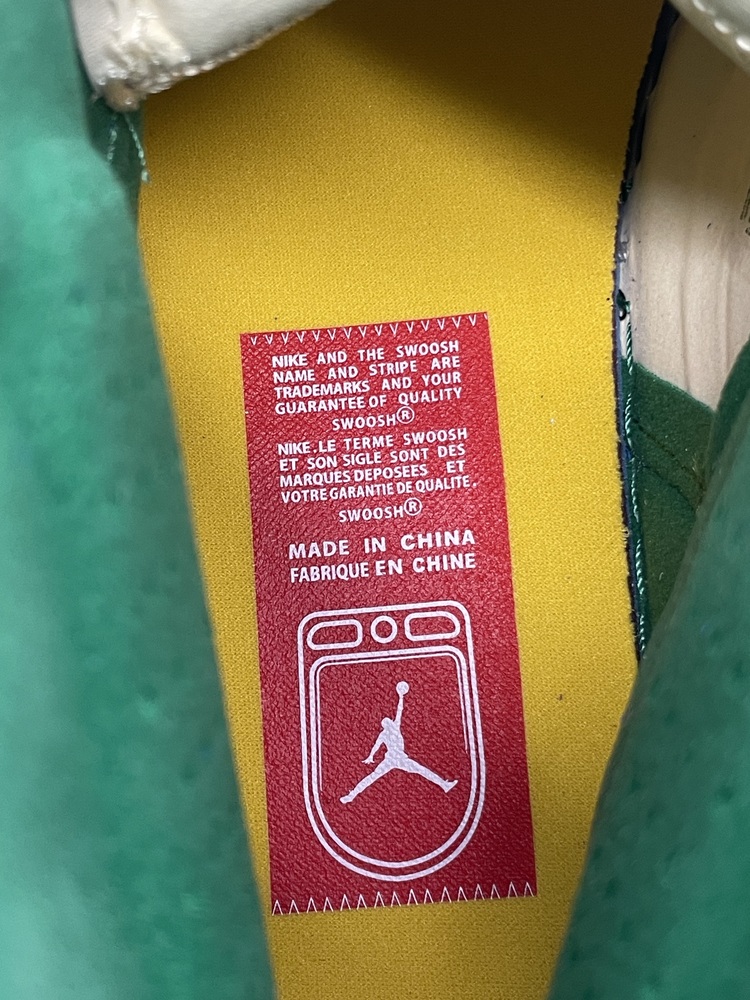 NIKE AND THE SWOOSH
NAME AND STRIPE ARE
TRADEMARKS AND YOUR
GUARANTEE OF QUALITY
SWOOSH®
NIKE.LE TERME SWOOSH
ET SON SIGLE SONT DES
MARQUES DEPOSEES ET
VOTRE GARANTIE DE QUALITE.
SWOOSH®
MADE IN CHINA
FABRIQUE EN CHINE